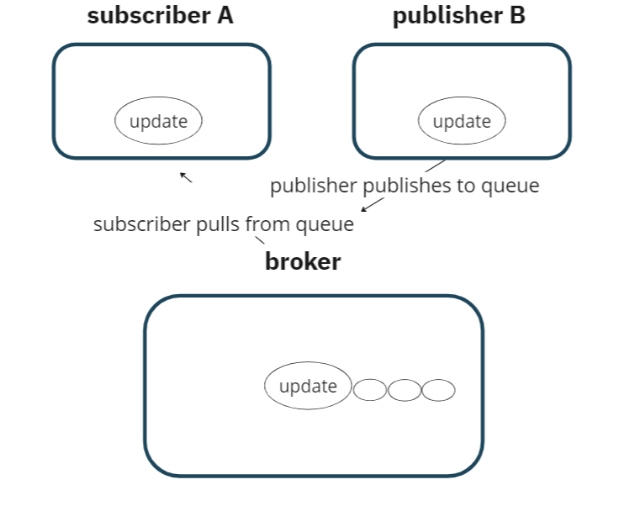 subscriber A
publisher B
update
update
publisher publishes to queue
subscriber pulls from queue
broker
update